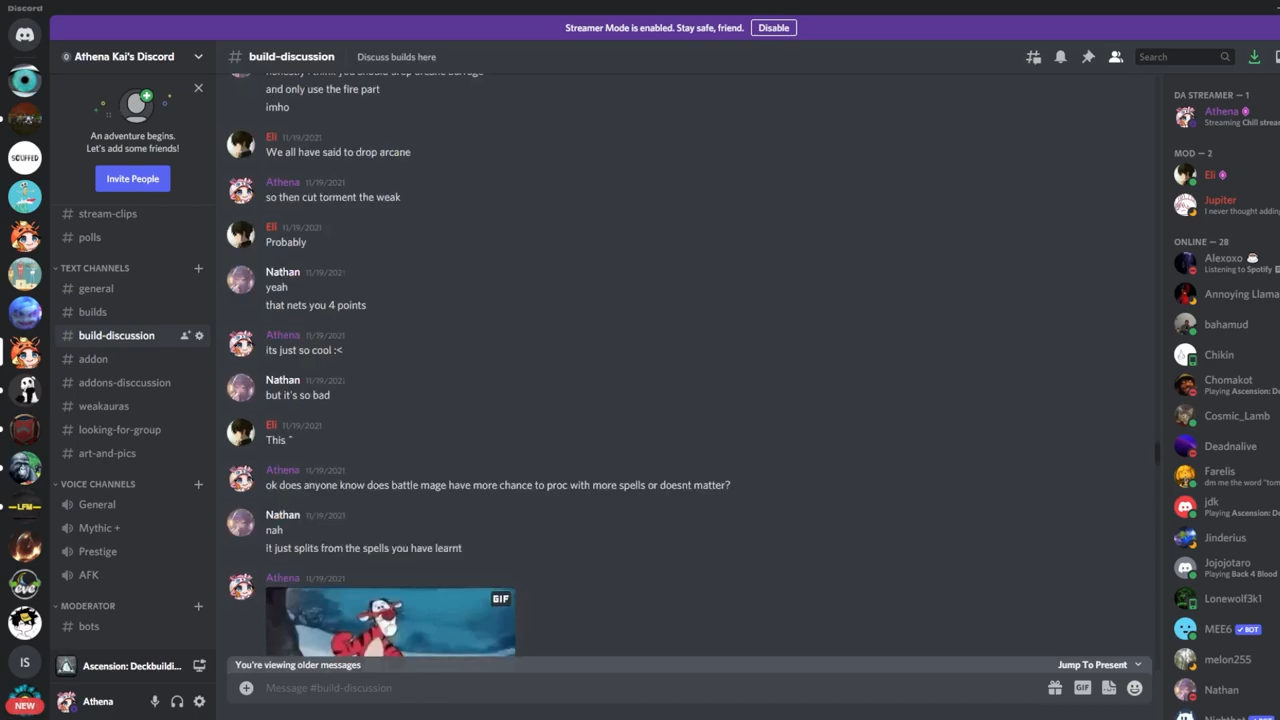 Discord
Streamer Mode is enabled. Stay safe, friend.
Disable
Athena Kai's Discord
build-discussion
Discuss builds here
Search
An adventure begins.
Let's add some friends!
Invite People
stream-clips
polls
TEXT CHANNELS
general
builds
build-discussion
addon
addons-disccussion
weakauras
looking-for-group
art-and-pics
VOICE CHANNELS
General
Mythic +
Prestige
AFK
MODERATOR
bots
Ascension: Deckbuildi...
Athena
SCUFFED
LFM
eve
IS
NEW
and only use the fire part
imho
Eli 11/19/2021
We all have said to drop arcane
Athena 11/19/2021
so then cut torment the weak
Eli 11/19/2021
Probably
Nathan 11/19/2021
yeah
that nets you 4 points
Athena 11/19/2021
its just so cool :<
Nathan 11/19/2021
but it's so bad
Eli 11/19/2021
This ^
Athena 11/19/2021
ok does anyone know does battle mage have more chance to proc with more spells or doesnt matter?
Nathan 11/19/2021
nah
it just splits from the spells you have learnt
Athena 11/19/2021
GIF
You're viewing older messages
Jump To Present
Message #build-discussion
GIF
DA STREAMER — 1
Athena
Streaming Chill strea
MOD — 2
Eli
Jupiter
I never thought addin
ONLINE — 28
Alexoxo
Listening to Spotify
Annoying Llama
bahamud
Chikin
Chomakot
Playing Ascension: De
Cosmic_Lamb
Deadnalive
Farelis
dm me the word "tom
jdk
Playing Ascension: De
Jinderius
Jojojotaro
Playing Back 4 Blood
Lonewolf3k1
MEE6 ✓ BOT
melon255
Nathan